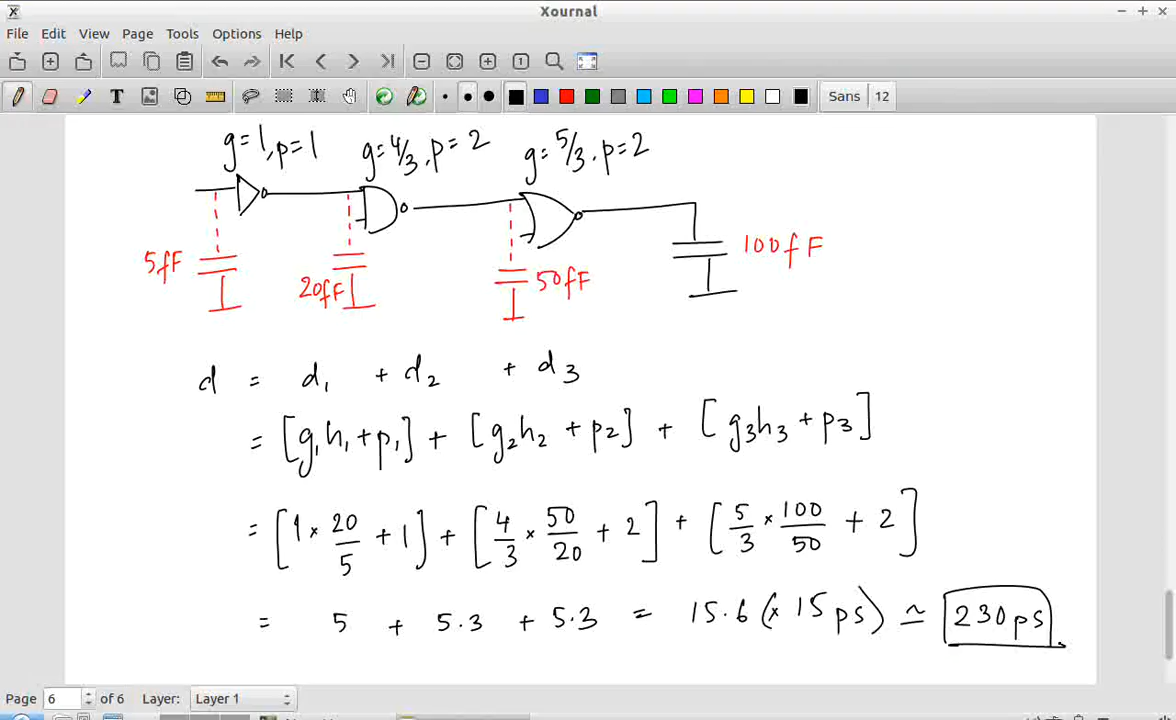 Xournal
File Edit View Page Tools Options Help
Sans 12
g=1, p=1 g=4/3, p=2 g=5/3, p=2
5fF 20fF 50fF 100fF
d = d₁ + d₂ + d₃
= [g₁h₁+p₁] + [g₂h₂ + p₂] + [g₃h₃ + p₃]
= [1 × 20/5 + 1] + [4/3 × 50/20 + 2] + [5/3 × 100/50 + 2]
= 5 + 5.3 + 5.3 = 15.6 (× 15 ps) ≃ 230 ps
Page 6 of 6 Layer: Layer 1